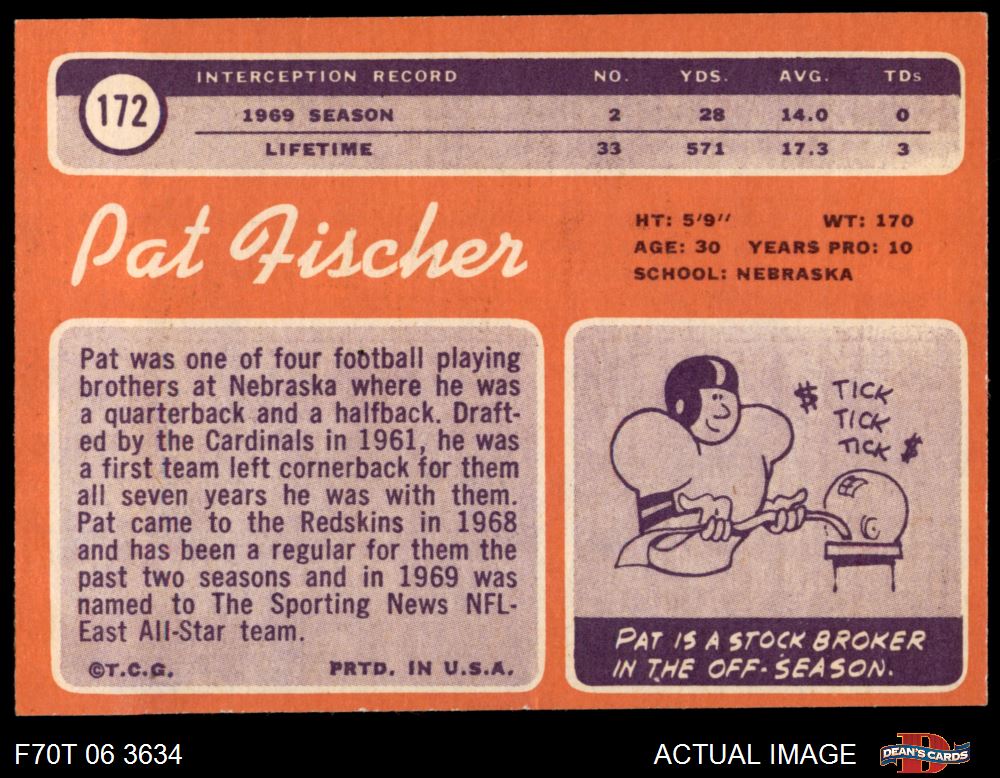 INTERCEPTION RECORD NO. YDS. AVG. TDs
172
1969 SEASON 2 28 14.0 0
LIFETIME 33 571 17.3 3
Pat Fischer
HT: 5'9" WT: 170
AGE: 30 YEARS PRO: 10
SCHOOL: NEBRASKA
Pat was one of four football playing
brothers at Nebraska where he was
a quarterback and a halfback. Draft-
ed by the Cardinals in 1961, he was
a first team left cornerback for them
all seven years he was with them.
Pat came to the Redskins in 1968
and has been a regular for them the
past two seasons and in 1969 was
named to The Sporting News NFL-
East All-Star team.
©T.C.G. PRTD. IN U.S.A.
$ TICK
TICK
TICK $
PAT IS A STOCK BROKER
IN THE OFF-SEASON.
F70T 06 3634 ACTUAL IMAGE
D
DEAN'S CARDS